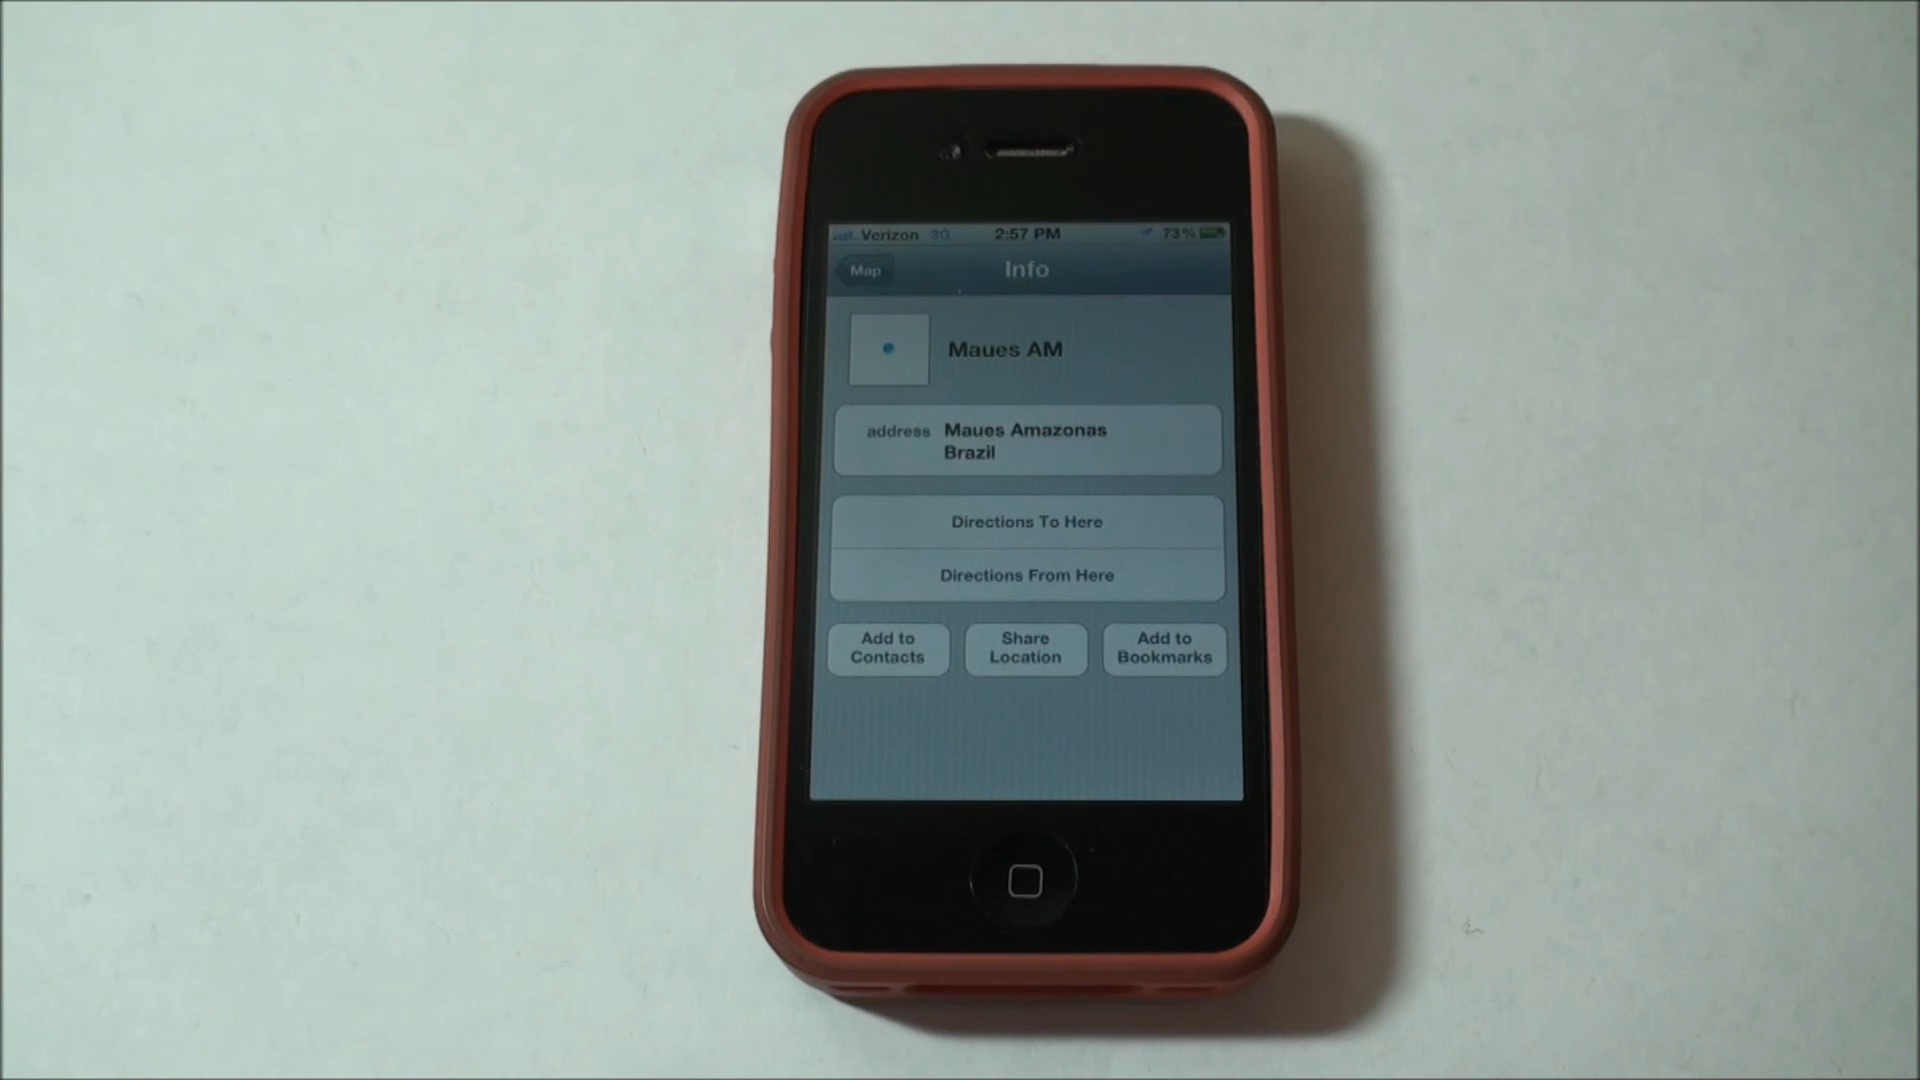 Verizon 3G 2:57 PM 73%
Map Info
Maues AM
address Maues Amazonas
Brazil
Directions To Here
Directions From Here
Add to
Contacts
Share
Location
Add to
Bookmarks